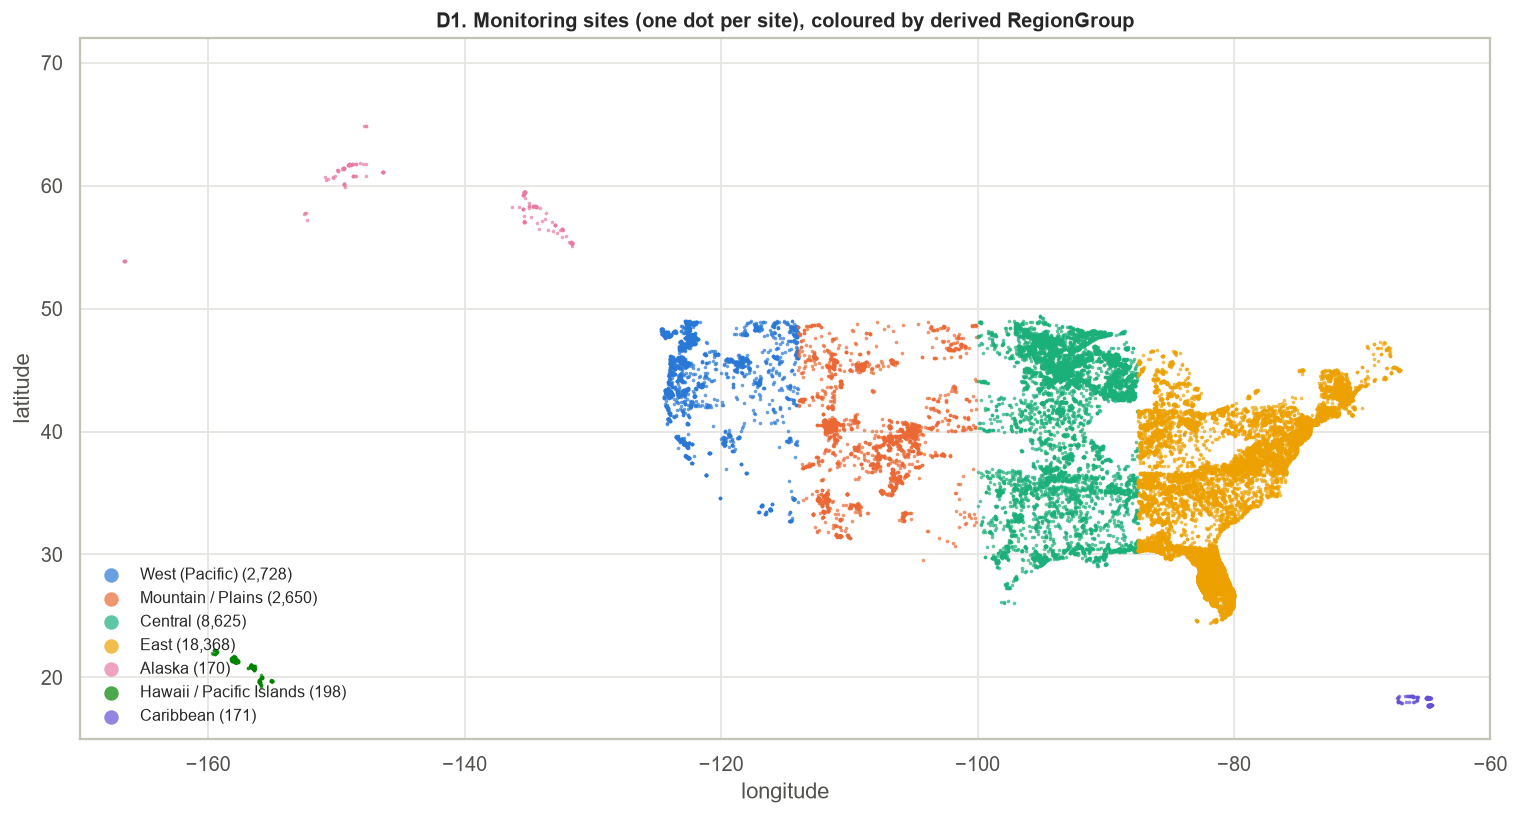 D1. Monitoring sites (one dot per site), coloured by derived RegionGroup
70
60
50
40
30
20
latitude
West (Pacific) (2,728)
Mountain / Plains (2,650)
Central (8,625)
East (18,368)
Alaska (170)
Hawaii / Pacific Islands (198)
Caribbean (171)
−160
−140
−120
−100
−80
−60
longitude